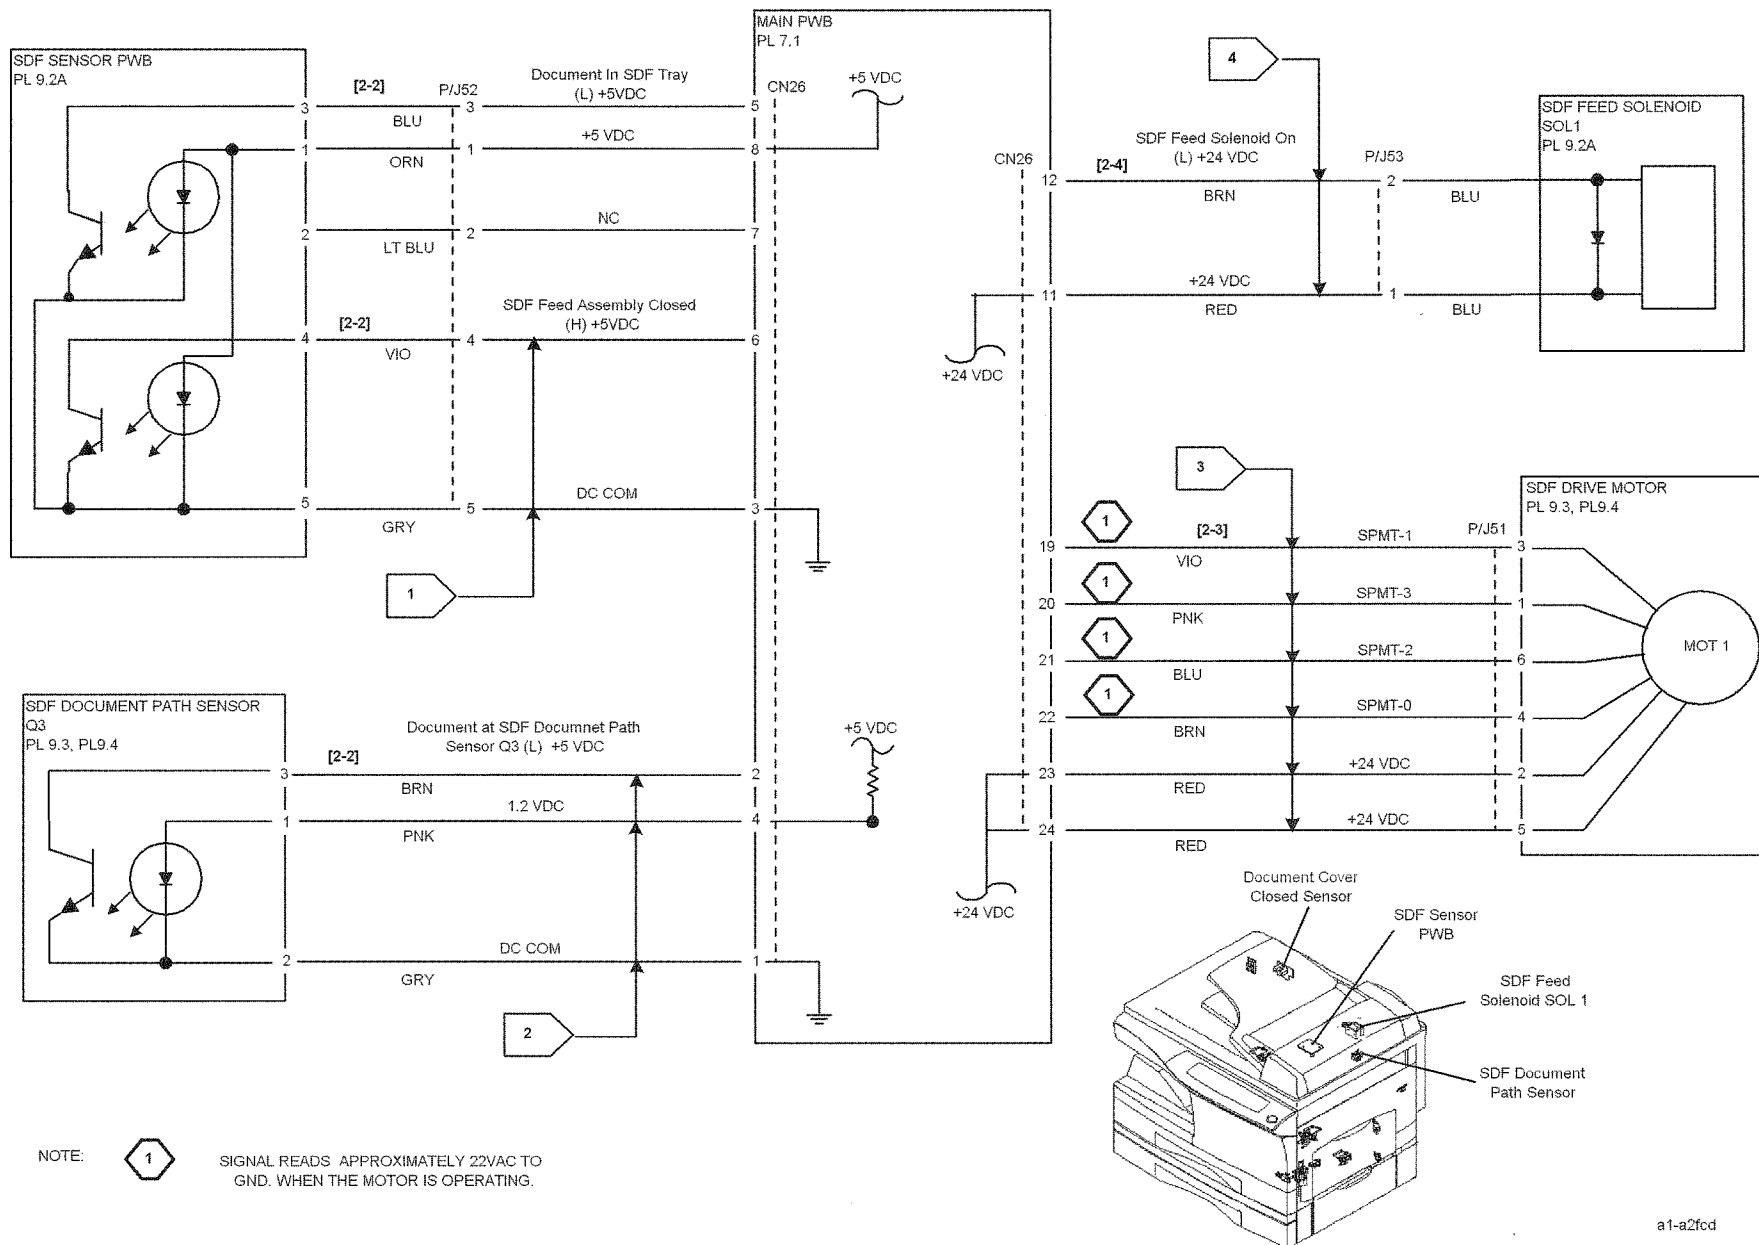 MAIN PWB
PL 7.1
SDF SENSOR PWB
PL 9.2A
[2-2]
P/J52
Document In SDF Tray
(L) +5VDC
CN26
+5 VDC
3
BLU
3
5
1
ORN
1
+5 VDC
8
2
LT BLU
2
NC
7
[2-2]
SDF Feed Assembly Closed
(H) +5VDC
4
VIO
4
6
5
GRY
5
DC COM
3
1
SDF DOCUMENT PATH SENSOR
Q3
PL 9.3, PL9.4
[2-2]
Document at SDF Documnet Path
Sensor Q3 (L) +5 VDC
+5 VDC
3
BRN
2
1
PNK
1.2 VDC
4
2
GRY
DC COM
1
2
4
SDF FEED SOLENOID
SOL1
PL 9.2A
CN26
[2-4]
SDF Feed Solenoid On
(L) +24 VDC
P/J53
12
BRN
2
BLU
11
+24 VDC
RED
1
BLU
+24 VDC
3
SDF DRIVE MOTOR
PL 9.3, PL9.4
1
[2-3]
SPMT-1
P/J51
19
VIO
3
1
SPMT-3
20
PNK
1
1
SPMT-2
21
BLU
6
1
SPMT-0
22
BRN
4
MOT 1
+24 VDC
23
RED
2
+24 VDC
24
RED
5
+24 VDC
Document Cover
Closed Sensor
SDF Sensor
PWB
SDF Feed
Solenoid SOL 1
SDF Document
Path Sensor
NOTE:
1
SIGNAL READS APPROXIMATELY 22VAC TO
GND. WHEN THE MOTOR IS OPERATING.
a1-a2fcd